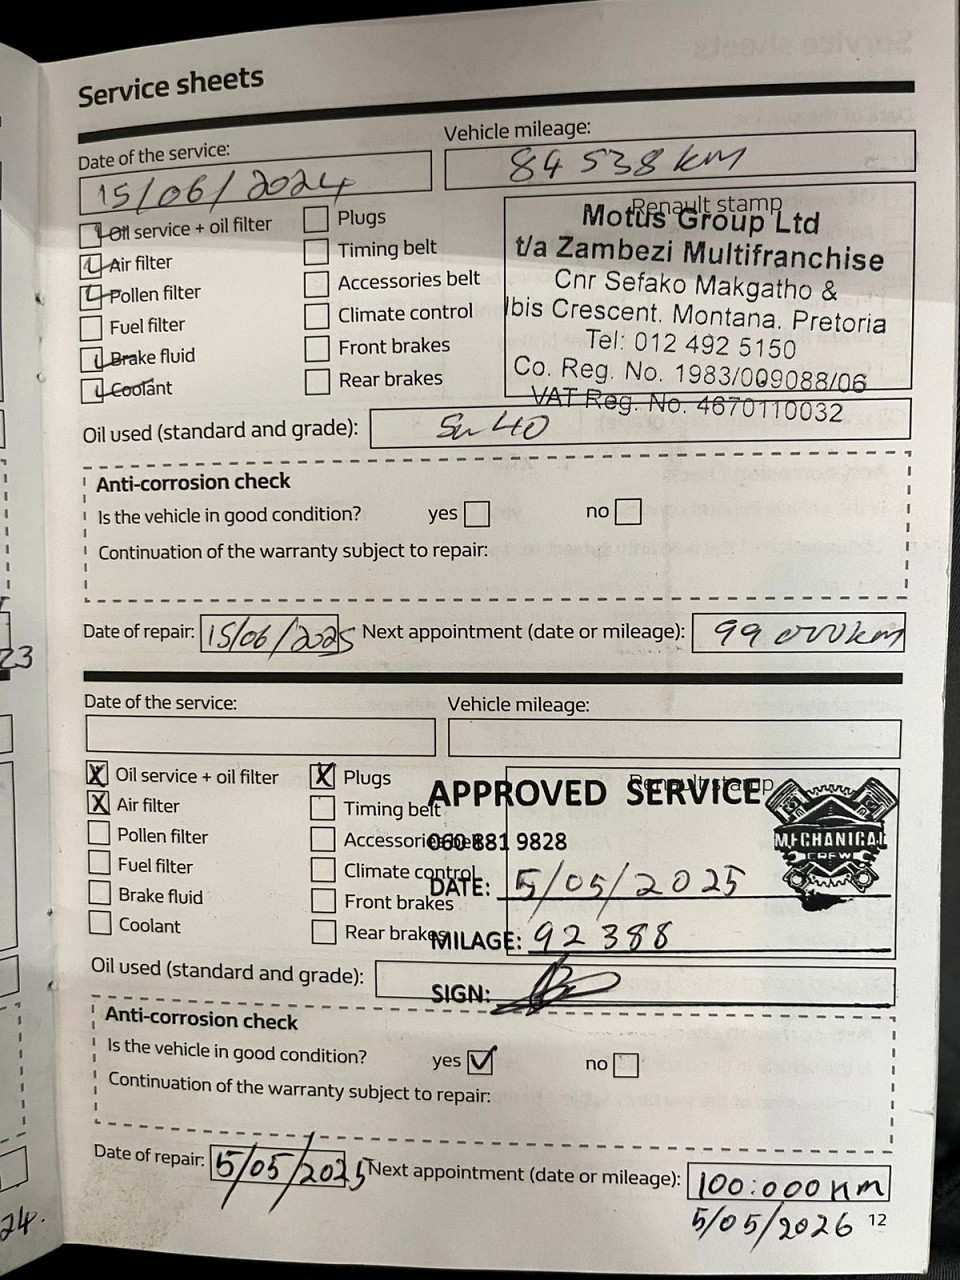 Service sheets
Date of the service:
Vehicle mileage:
15/06/2024
84 538 km
Oil service + oil filter
Plugs
Renault stamp
Motus Group Ltd
Air filter
Timing belt
t/a Zambezi Multifranchise
Pollen filter
Accessories belt
Cnr Sefako Makgatho &
Fuel filter
Climate control
Ibis Crescent. Montana. Pretoria
Brake fluid
Front brakes
Tel: 012 492 5150
Coolant
Rear brakes
Co. Reg. No. 1983/009088/06
VAT Reg. No. 4670110032
Oil used (standard and grade):
40
Anti-corrosion check
Is the vehicle in good condition? yes no
Continuation of the warranty subject to repair:
Date of repair: 15/06/2025 Next appointment (date or mileage): 99 000km
Date of the service:
Vehicle mileage:
X Oil service + oil filter
X Plugs
Renault stamp
APPROVED SERVICE
X Air filter
Timing belt
Pollen filter
Accessories belt
060 881 9828
MECHANICAL
CREW
Fuel filter
Climate control
DATE: 5/05/2025
Brake fluid
Front brakes
Coolant
Rear brakes
MILAGE: 92 388
Oil used (standard and grade):
SIGN:
Anti-corrosion check
Is the vehicle in good condition? yes no
Continuation of the warranty subject to repair:
Date of repair: 5/05/2025 Next appointment (date or mileage): 100:000 km
5/05/2026
12
23
24.